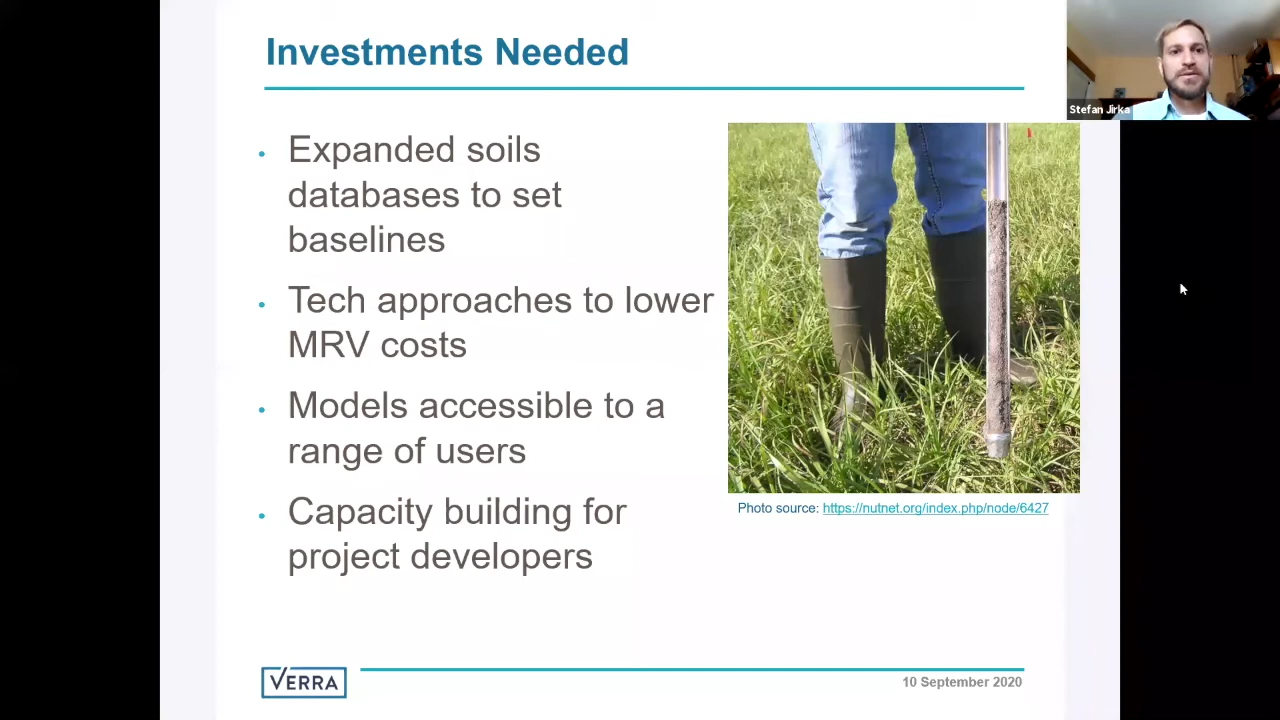 Investments Needed
Stefan Jirka
• Expanded soils
databases to set
baselines
• Tech approaches to lower
MRV costs
• Models accessible to a
range of users
• Capacity building for
project developers
Photo source: https://nutnet.org/index.php/node/6427
VERRA
10 September 2020